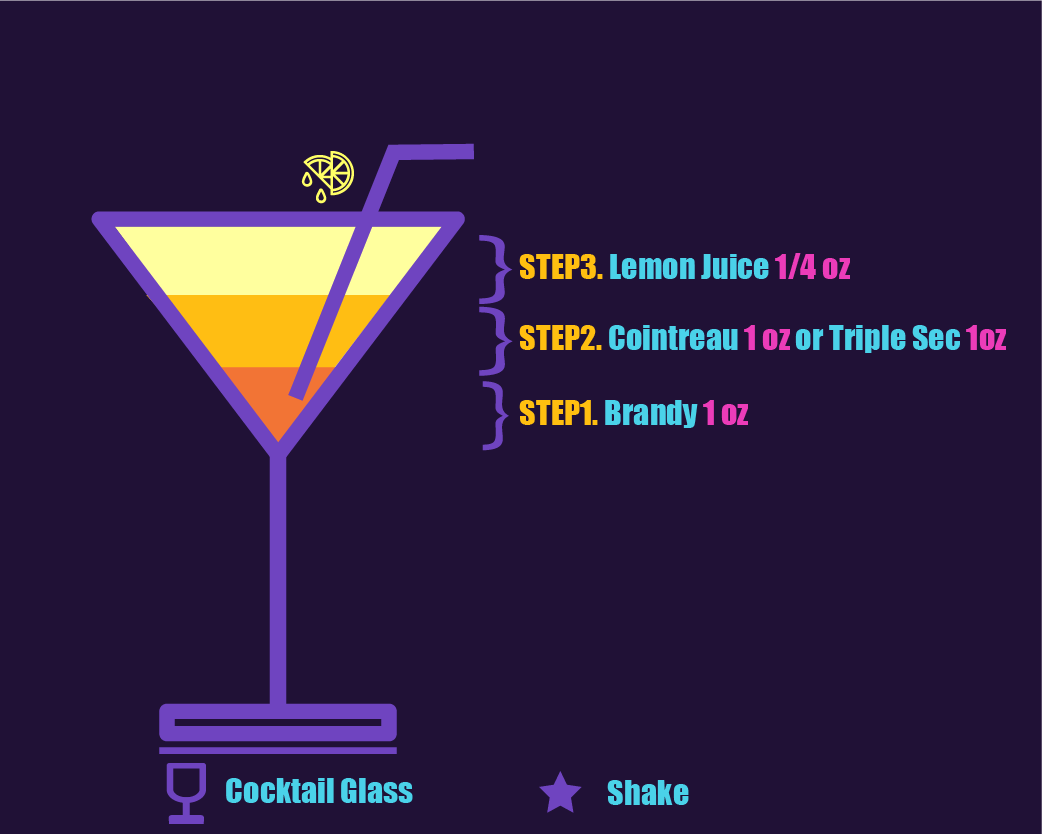 STEP3. Lemon Juice 1/4 oz
STEP2. Cointreau 1 oz or Triple Sec 1oz
STEP1. Brandy 1 oz
Cocktail Glass
Shake